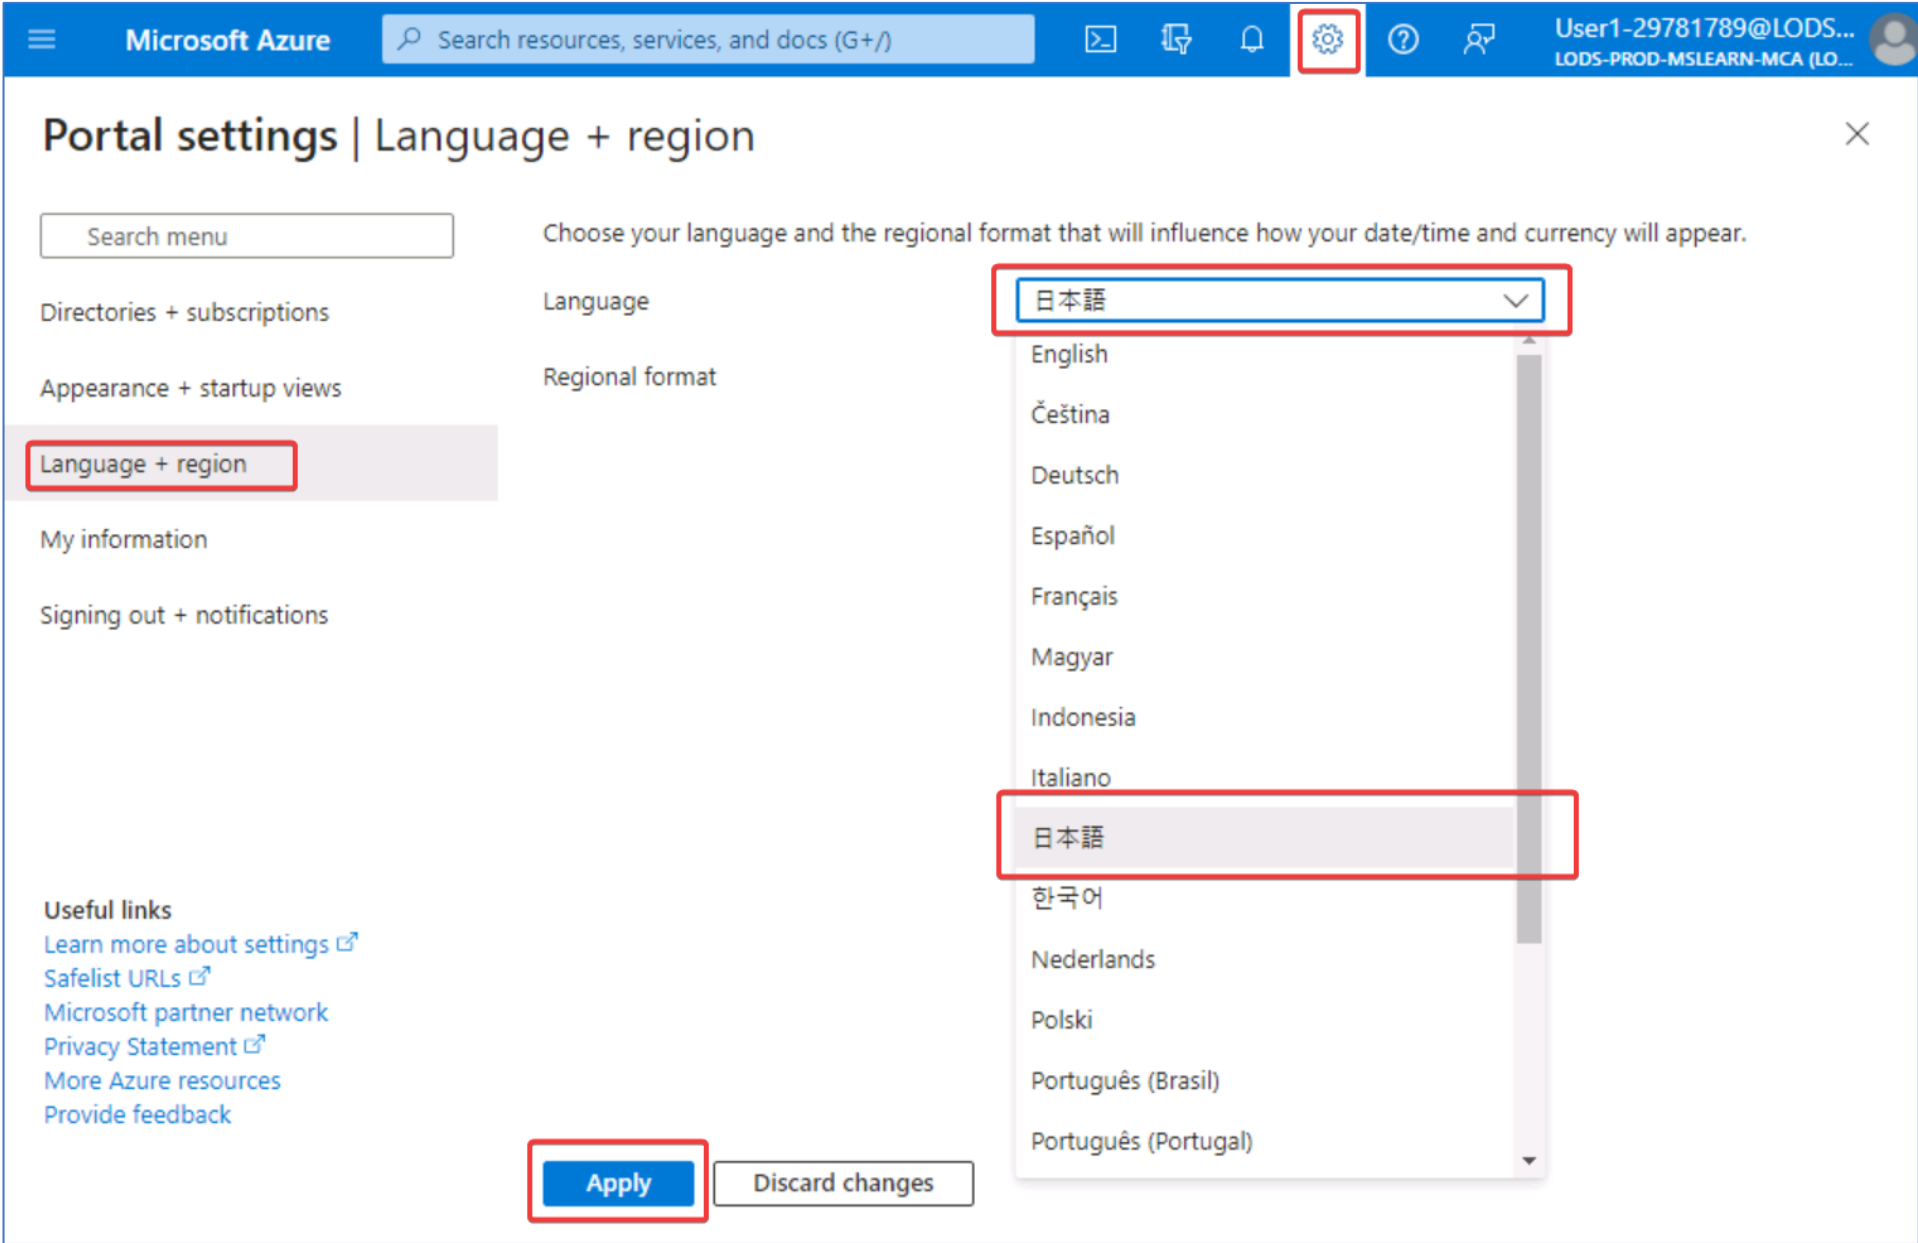 Microsoft Azure
Search resources, services, and docs (G+/)
User1-29781789@LODS...
LODS-PROD-MSLEARN-MCA (LO...
Portal settings | Language + region
Search menu
Directories + subscriptions
Appearance + startup views
Language + region
My information
Signing out + notifications
Useful links
Learn more about settings
Safelist URLs
Microsoft partner network
Privacy Statement
More Azure resources
Provide feedback
Choose your language and the regional format that will influence how your date/time and currency will appear.
Language
日本語
Regional format
English
Čeština
Deutsch
Español
Français
Magyar
Indonesia
Italiano
日本語
한국어
Nederlands
Polski
Português (Brasil)
Português (Portugal)
Apply
Discard changes